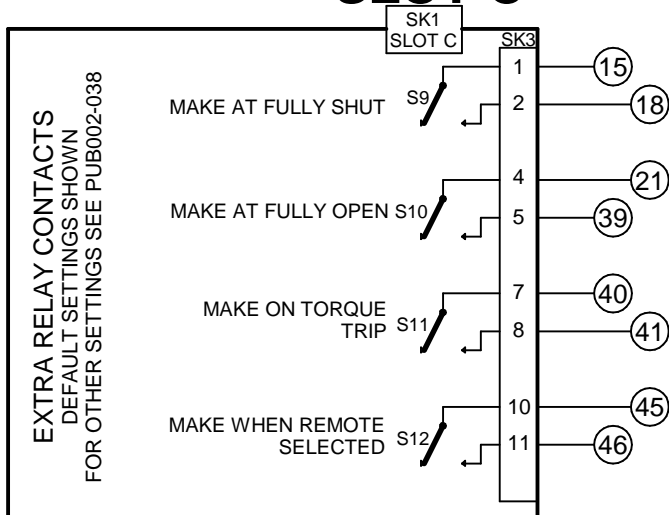 SK1
SLOT C
SK3
EXTRA RELAY CONTACTS
DEFAULT SETTINGS SHOWN
FOR OTHER SETTINGS SEE PUB002-038
MAKE AT FULLY SHUT S9 1 15
2 18
MAKE AT FULLY OPEN S10 4 21
5 39
MAKE ON TORQUE
TRIP S11 7 40
8 41
MAKE WHEN REMOTE
SELECTED S12 10 45
11 46